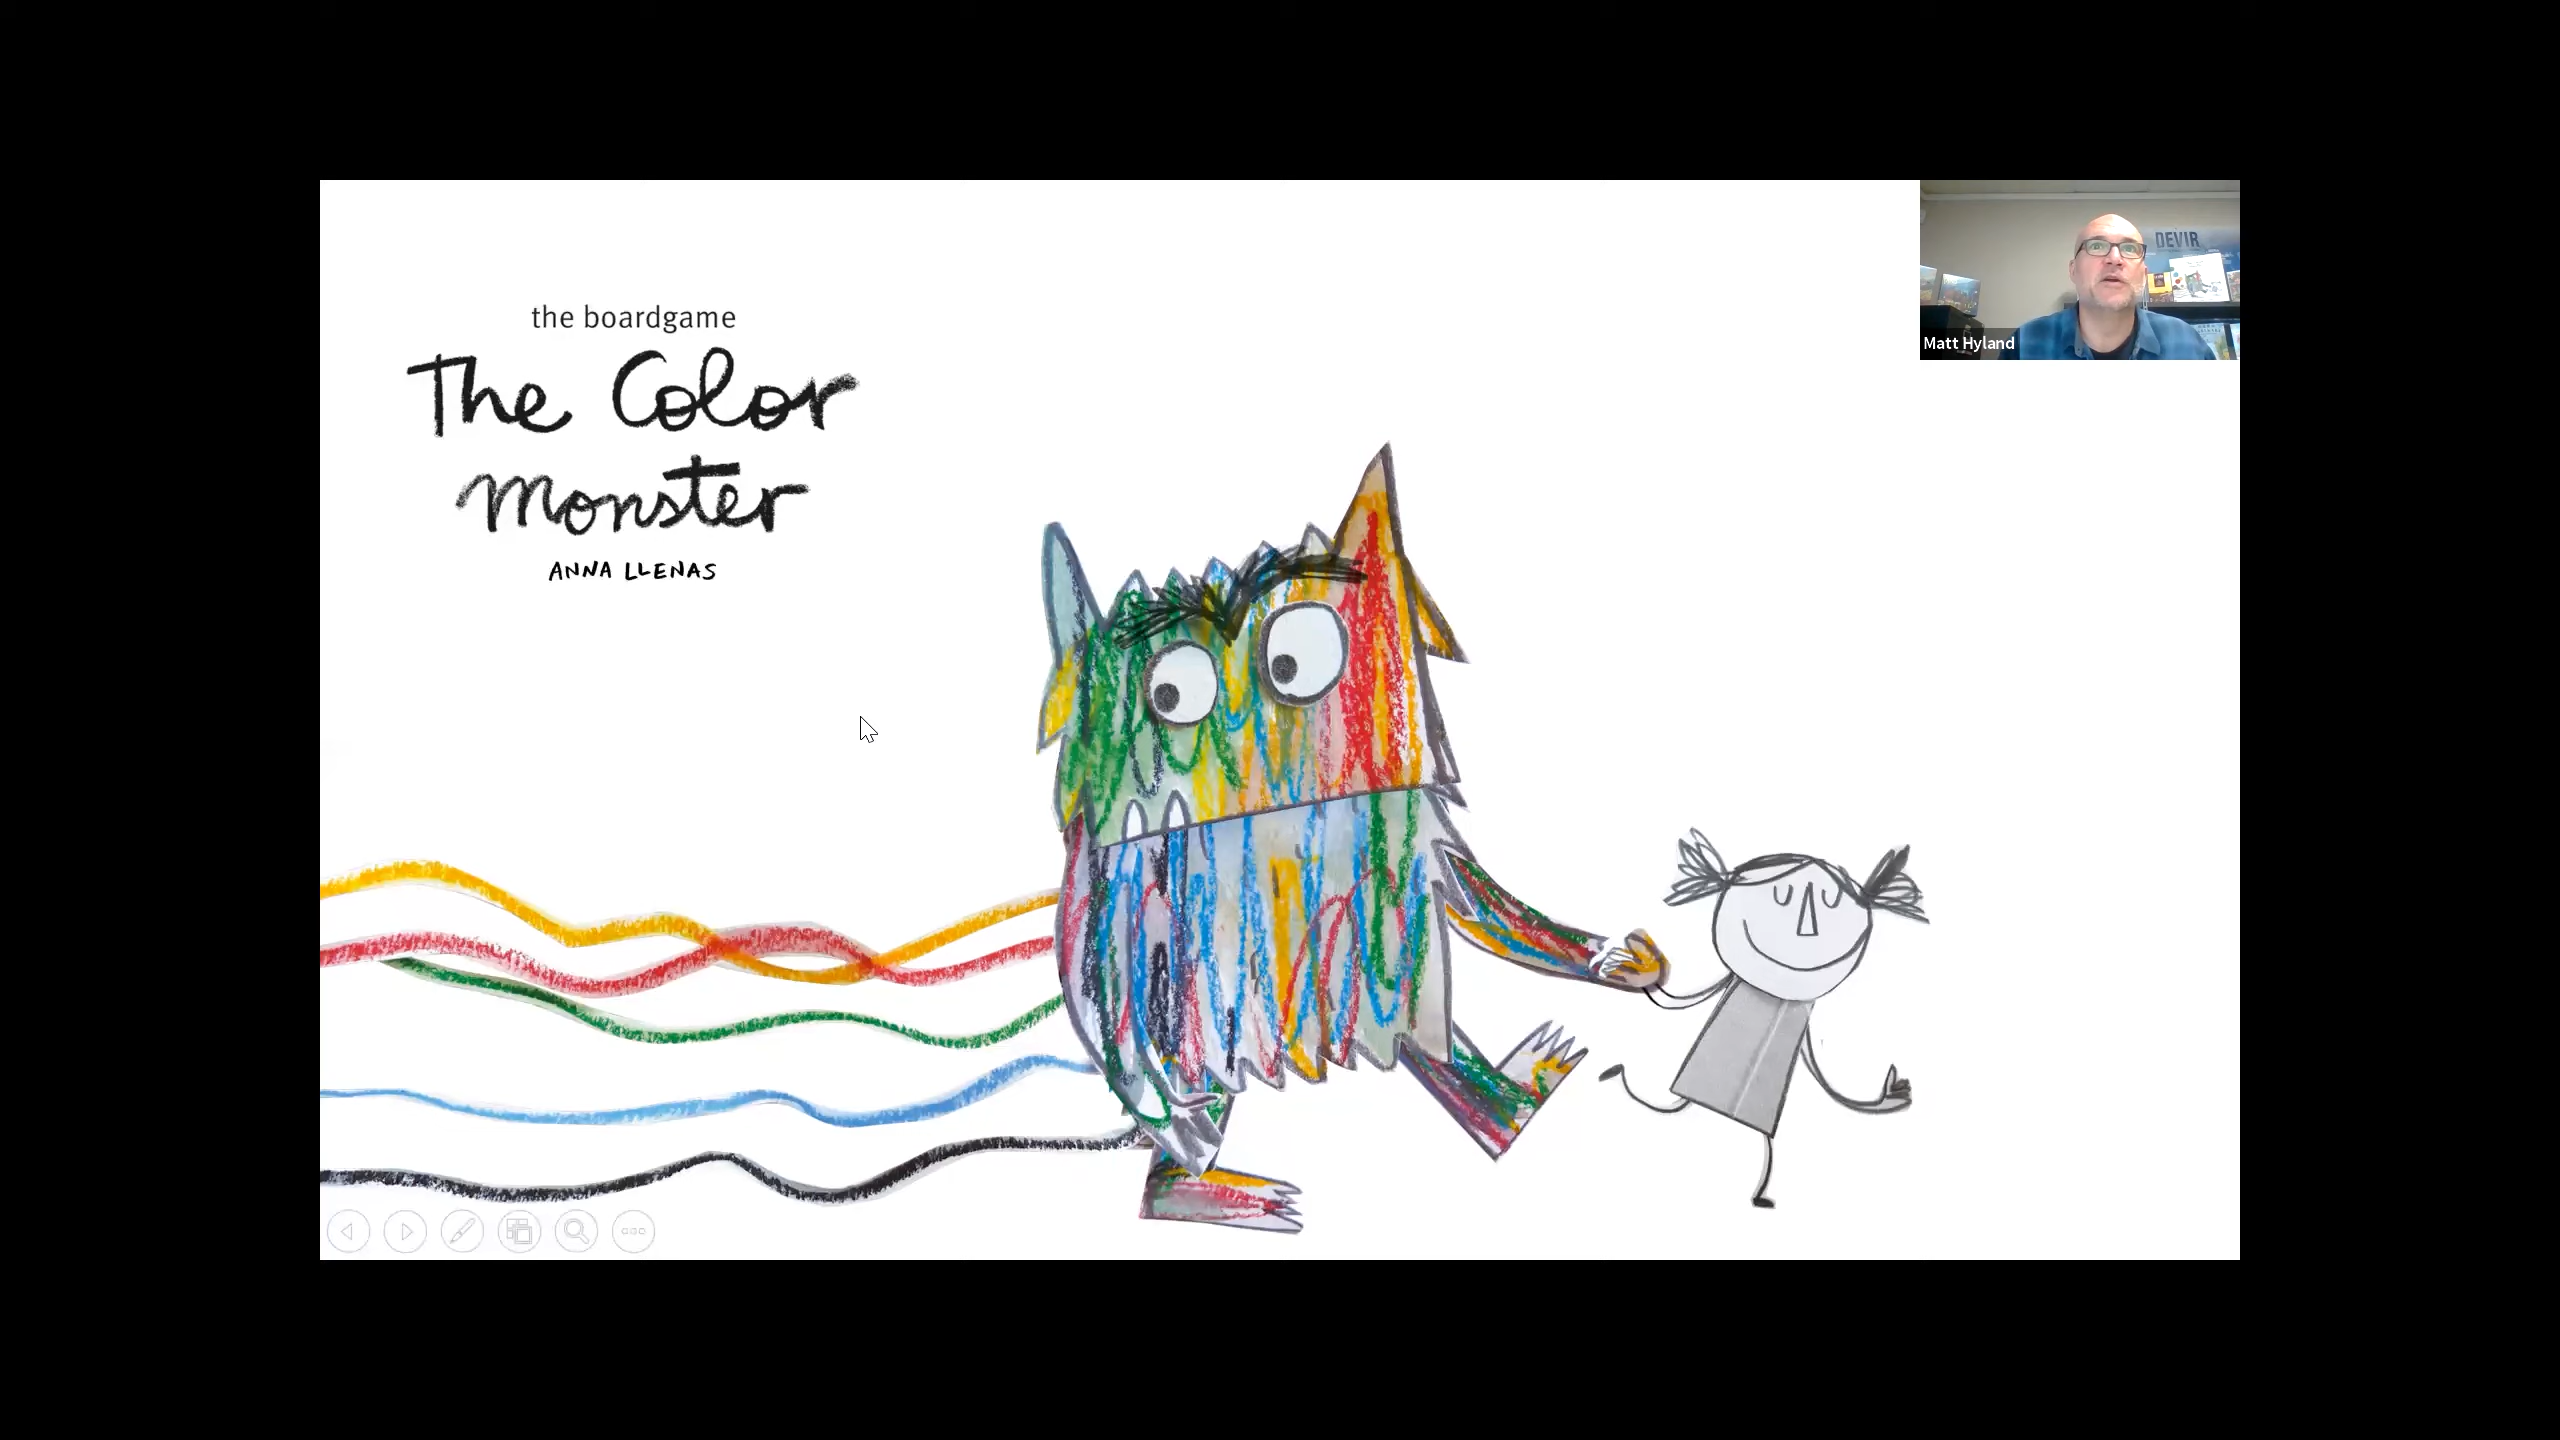 the boardgame
The Color
Monster
ANNA LLENAS
DEVIR
Matt Hyland